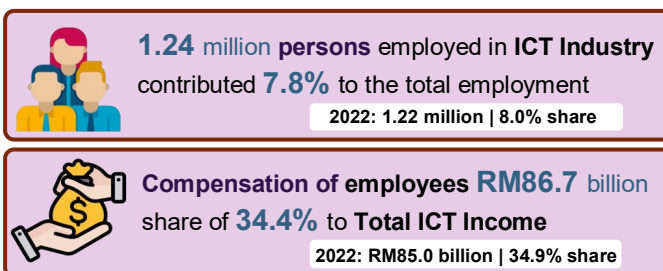 1.24 million persons employed in ICT Industry
contributed 7.8% to the total employment
2022: 1.22 million | 8.0% share
Compensation of employees RM86.7 billion
share of 34.4% to Total ICT Income
2022: RM85.0 billion | 34.9% share
$